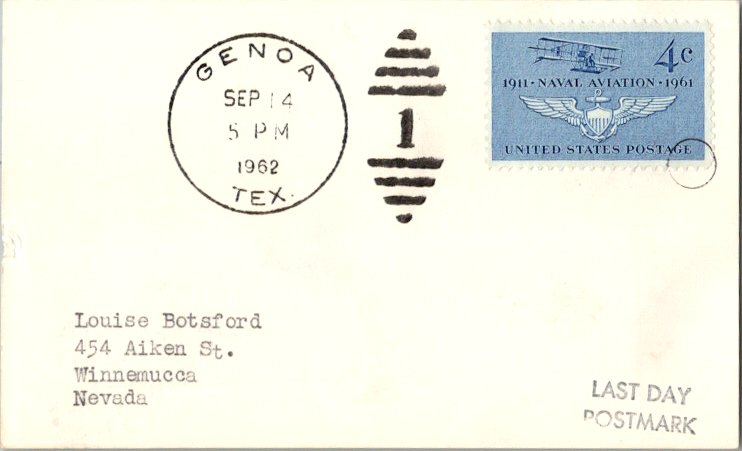 GENOA
SEP 14
5 PM
1962
TEX.
1
4c
1911 · NAVAL AVIATION · 1961
UNITED STATES POSTAGE
Louise Botsford
454 Aiken St.
Winnemucca
Nevada
LAST DAY
POSTMARK